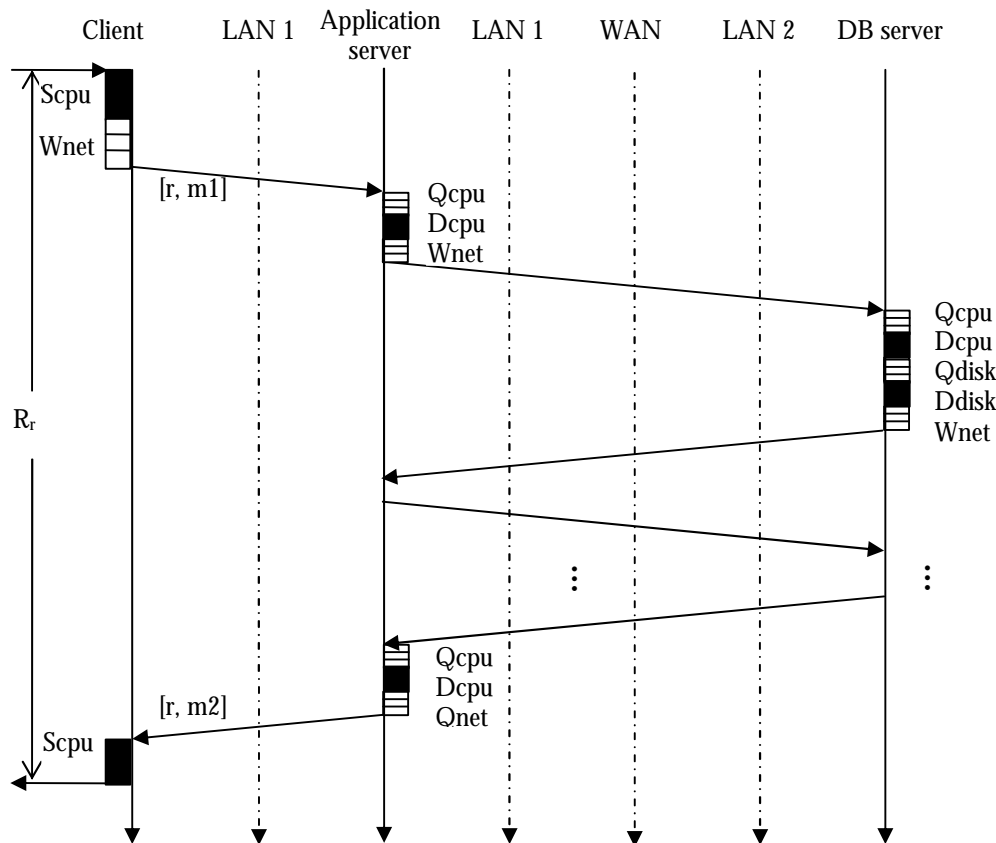 Client
LAN 1
Application
server
LAN 1
WAN
LAN 2
DB server
Scpu
Wnet
[r, m1]
Qcpu
Dcpu
Wnet
Qcpu
Dcpu
Qdisk
Ddisk
Wnet
Rr
...
...
Qcpu
Dcpu
Qnet
[r, m2]
Scpu